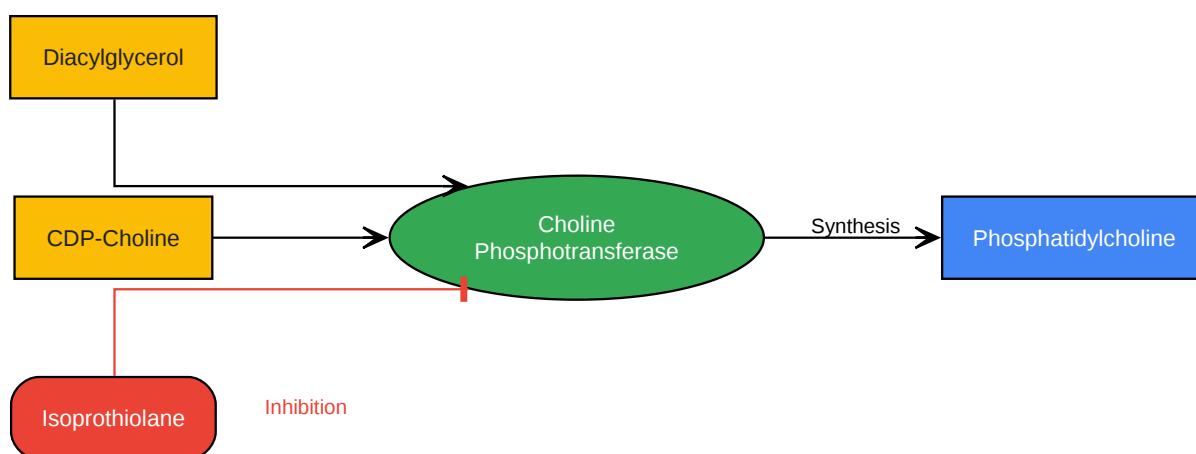 Diacylglycerol
CDP-Choline
Choline
Phosphotransferase
Synthesis
Phosphatidylcholine
Isoprothiolane
Inhibition